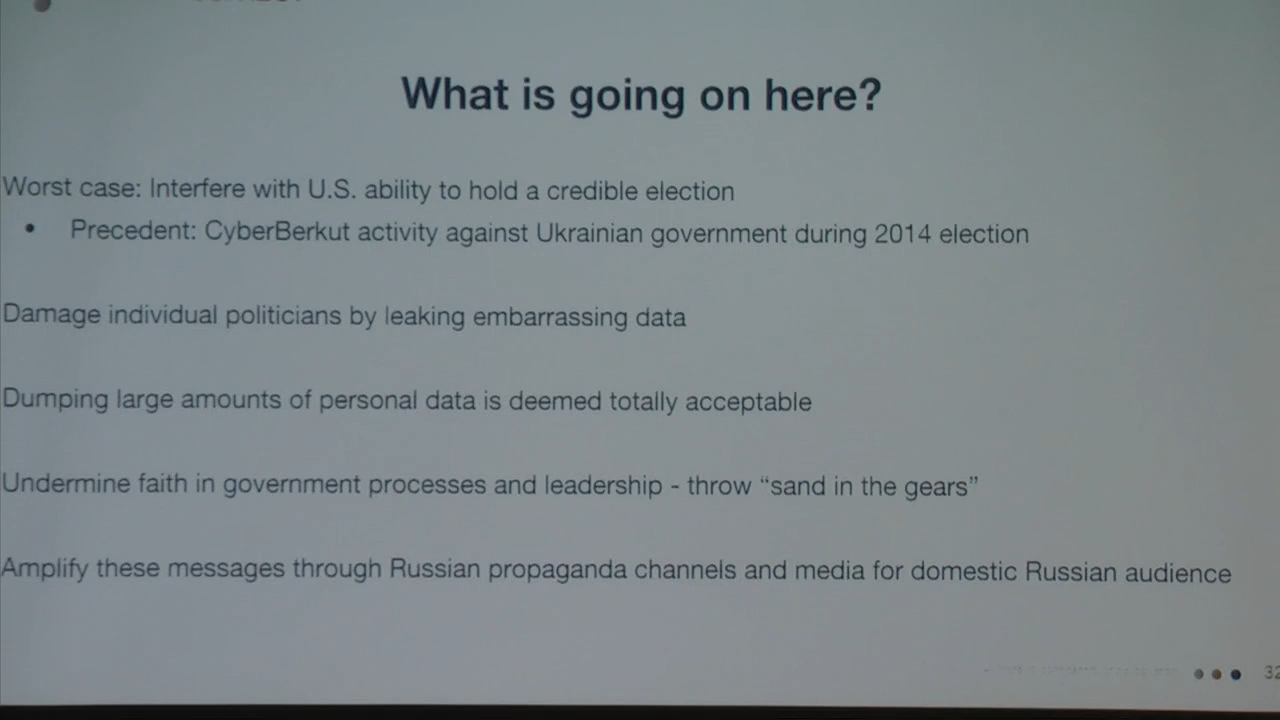 What is going on here?
Worst case: Interfere with U.S. ability to hold a credible election
• Precedent: CyberBerkut activity against Ukrainian government during 2014 election
Damage individual politicians by leaking embarrassing data
Dumping large amounts of personal data is deemed totally acceptable
Undermine faith in government processes and leadership - throw “sand in the gears”
Amplify these messages through Russian propaganda channels and media for domestic Russian audience
32